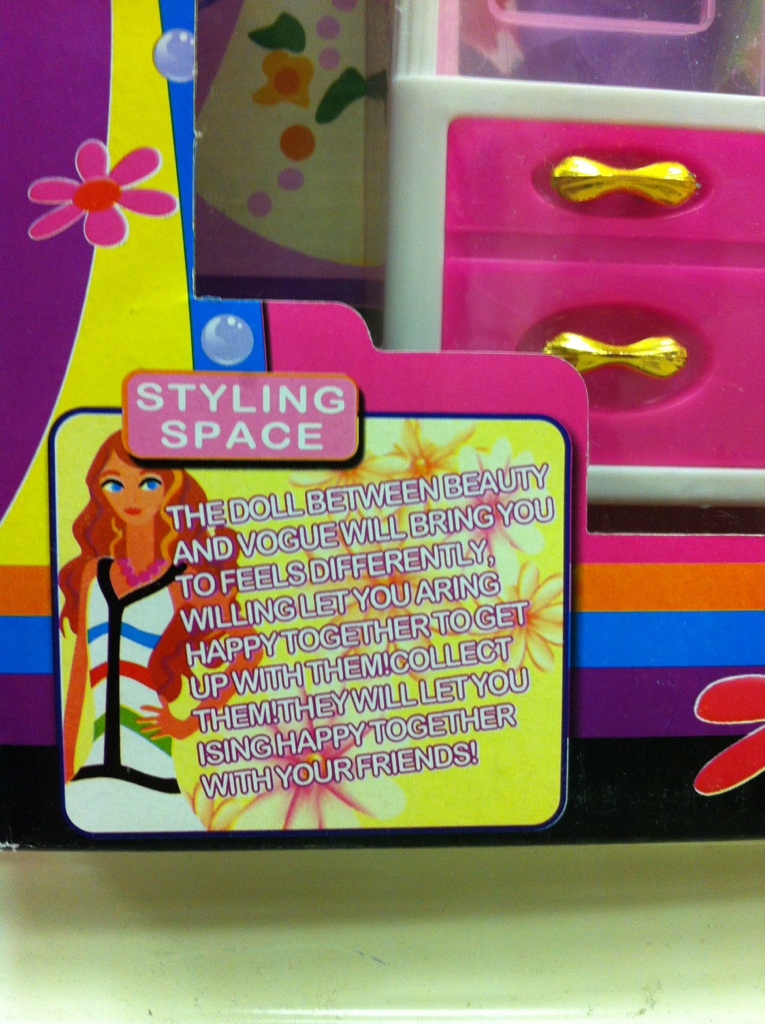 STYLING
SPACE
THE DOLL BETWEEN BEAUTY
AND VOGUE WILL BRING YOU
TO FEELS DIFFERENTLY,
WILLING LET YOU ARING
HAPPY TOGETHER TO GET
UP WITH THEM!COLLECT
THEM!THEY WILL LET YOU
ISING HAPPY TOGETHER
WITH YOUR FRIENDS!